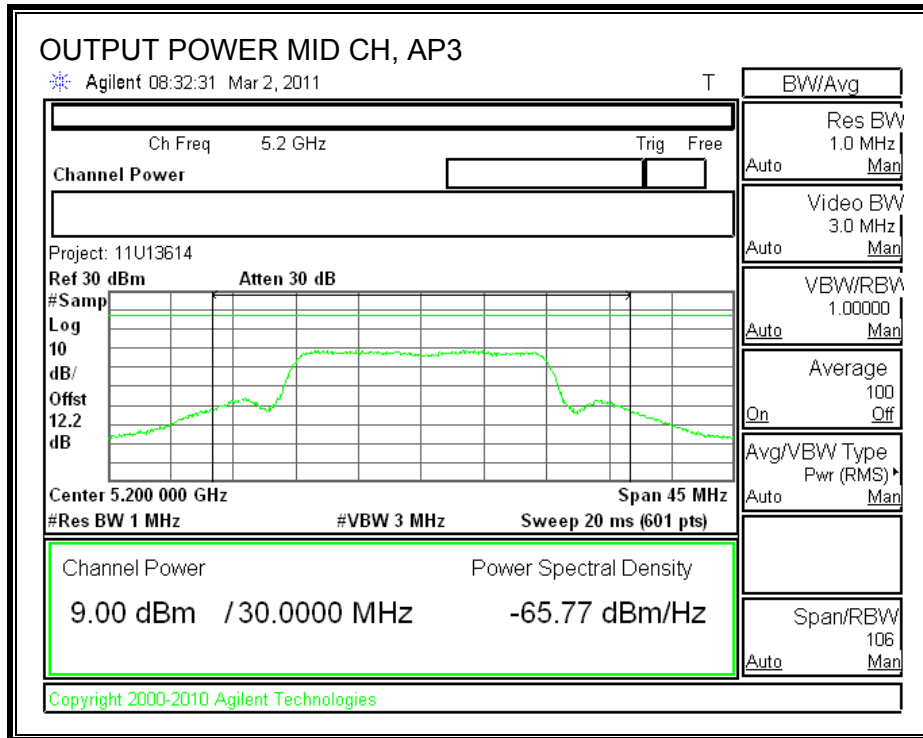 OUTPUT POWER MID CH, AP3
Agilent 08:32:31 Mar 2, 2011 T
BW/Avg
Ch Freq 5.2 GHz Trig Free
Channel Power
Res BW
1.0 MHz
Auto Man
Video BW
3.0 MHz
Auto Man
Project: 11U13614
Ref 30 dBm Atten 30 dB
#Samp
Log
10
dB/
Offst
12.2
dB
VBW/RBW
1.00000
Auto Man
Average
100
On Off
Avg/VBW Type
Pwr (RMS)
Auto Man
Center 5.200 000 GHz Span 45 MHz
#Res BW 1 MHz #VBW 3 MHz Sweep 20 ms (601 pts)
Channel Power Power Spectral Density
9.00 dBm / 30.0000 MHz -65.77 dBm/Hz
Span/RBW
106
Auto Man
Copyright 2000-2010 Agilent Technologies